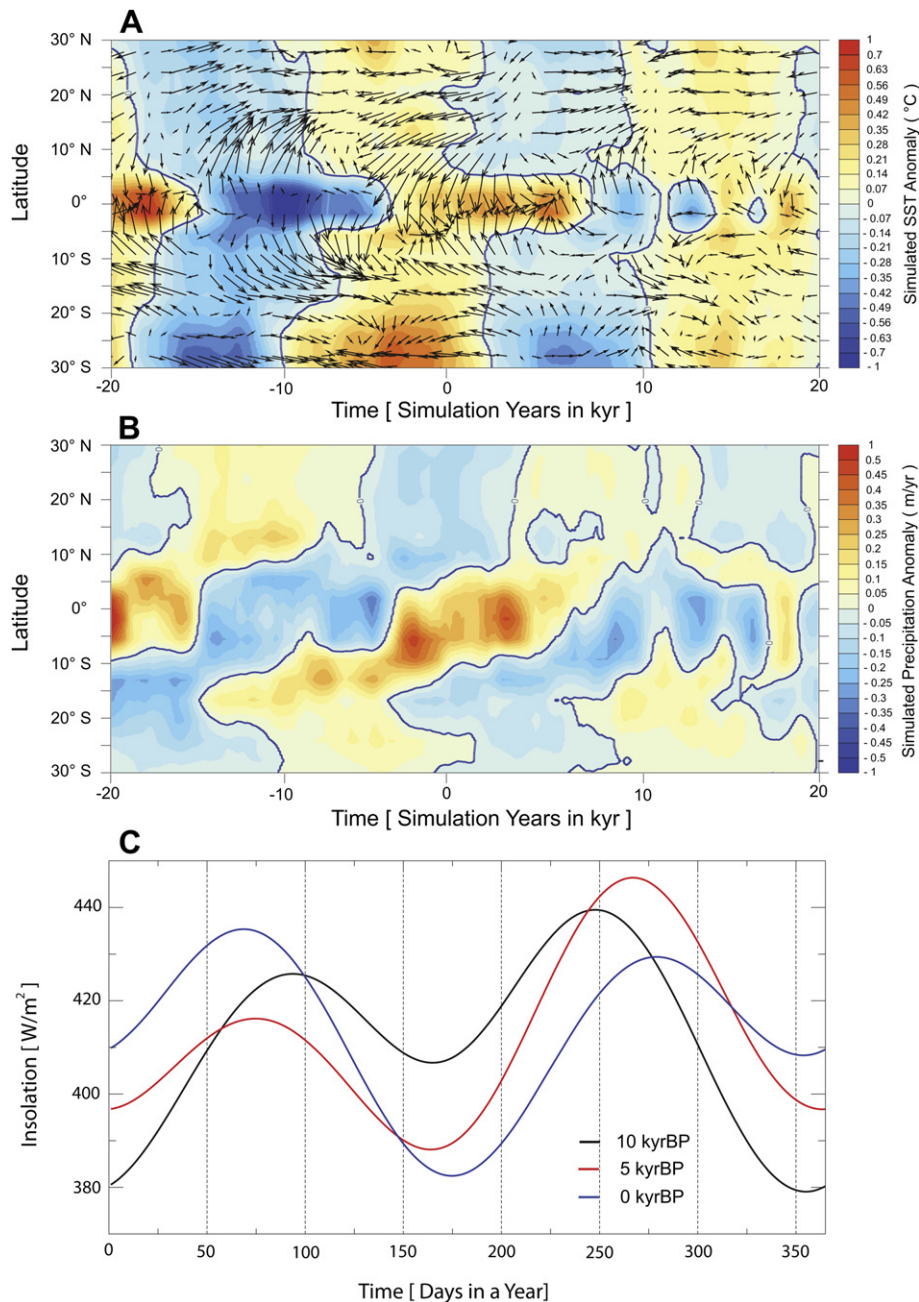 A
30° N
20° N
10° N
0°
10° S
20° S
30° S
Latitude
-20
-10
0
10
20
Time [ Simulation Years in kyr ]
1
0.7
0.63
0.56
0.49
0.42
0.35
0.28
0.21
0.14
0.07
0
- 0.07
- 0.14
- 0.21
- 0.28
- 0.35
- 0.42
- 0.49
- 0.56
- 0.63
- 0.7
- 1
Simulated SST Anomaly ( °C )
B
30° N
20° N
10° N
0°
10° S
20° S
30° S
Latitude
-20
-10
0
10
20
Time [ Simulation Years in kyr ]
1
0.5
0.45
0.4
0.35
0.3
0.25
0.2
0.15
0.1
0.05
0
- 0.05
- 0.1
- 0.15
- 0.2
- 0.25
- 0.3
- 0.35
- 0.4
- 0.45
- 0.5
- 1
Simulated Precipitation Anomaly ( m/yr )
C
440
420
400
380
Insolation [ W/m² ]
10 kyrBP
5 kyrBP
0 kyrBP
0
50
100
150
200
250
300
350
Time [ Days in a Year]